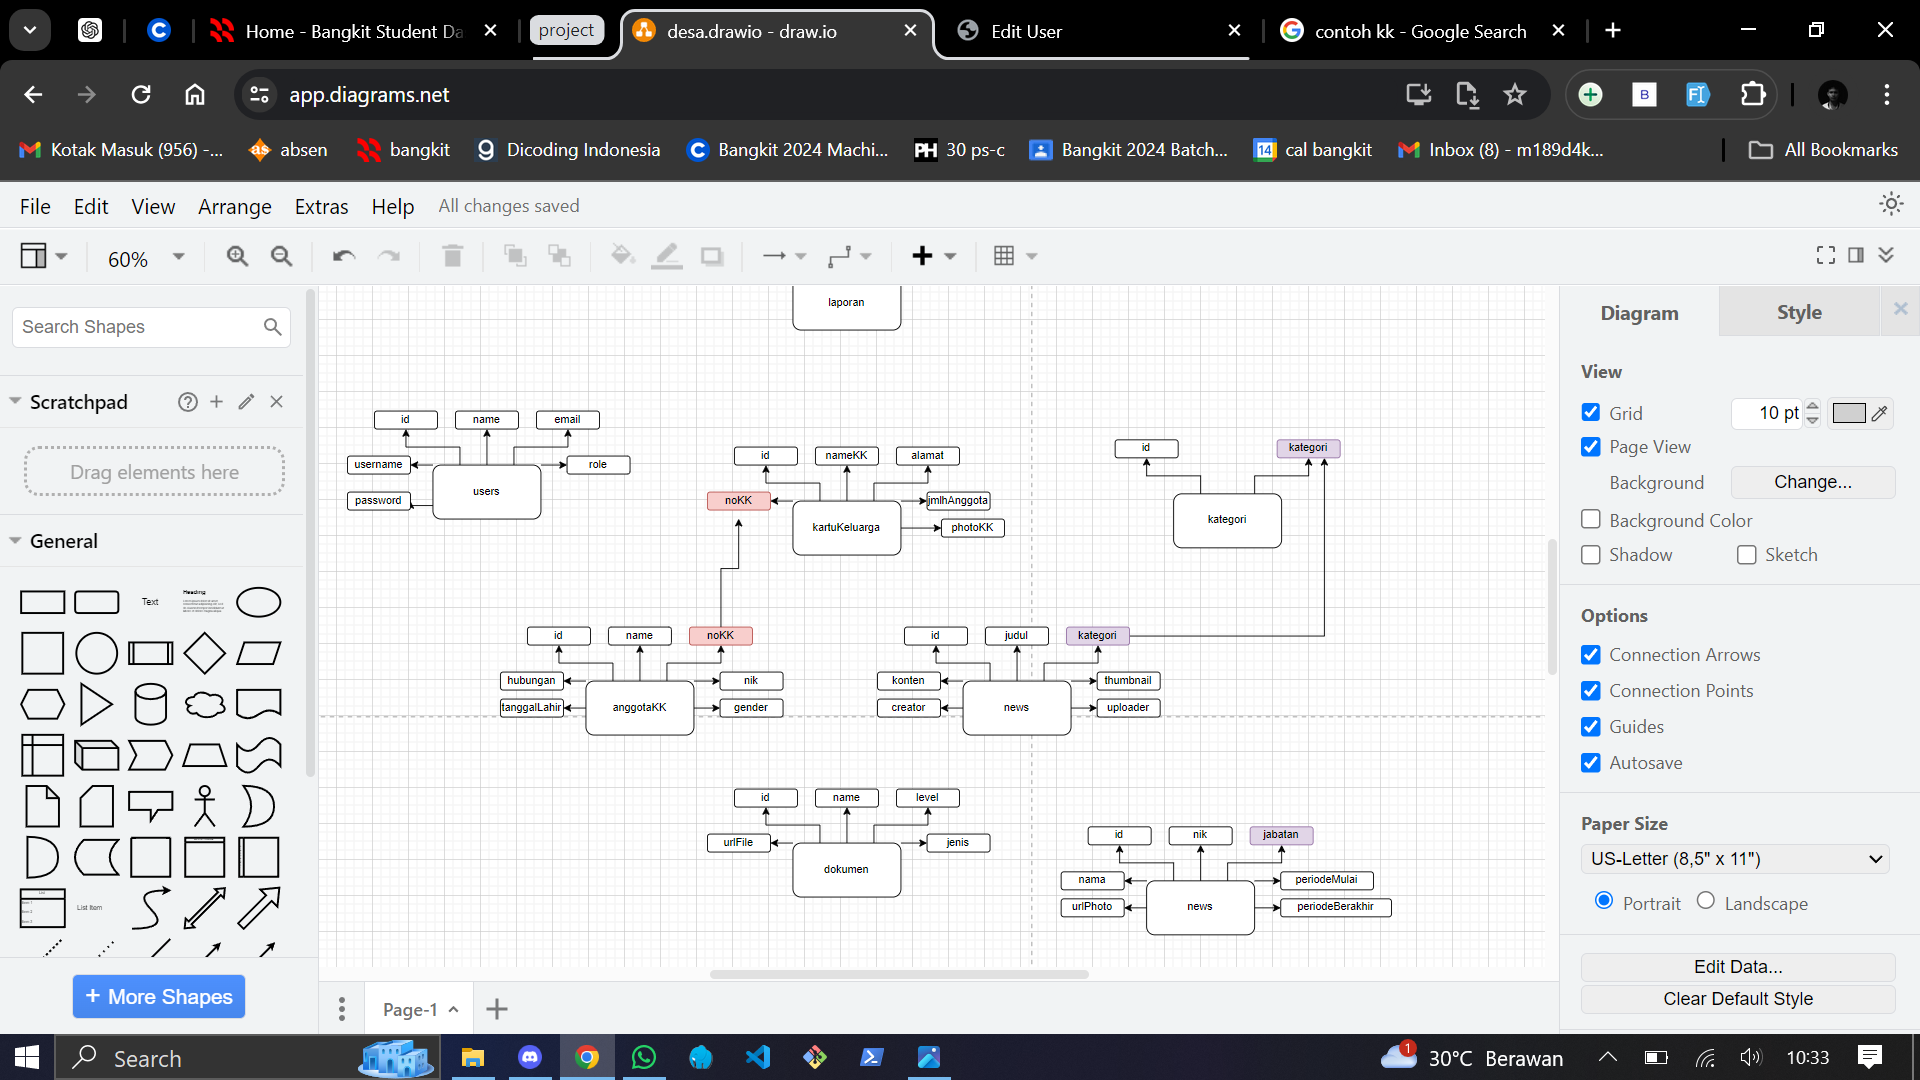 Home - Bangkit Student Da
project
desa.drawio - draw.io
Edit User
contoh kk - Google Search
app.diagrams.net
B
Kotak Masuk (956) -...
absen
bangkit
Dicoding Indonesia
Bangkit 2024 Machi...
PH 30 ps-c
Bangkit 2024 Batch...
14 cal bangkit
Inbox (8) - m189d4k...
All Bookmarks
File
Edit
View
Arrange
Extras
Help
All changes saved
60%
Search Shapes
Scratchpad
Drag elements here
General
Text
Heading
List Item
+ More Shapes
laporan
id
name
email
username
role
password
users
id
nameKK
alamat
noKK
jmlhAnggota
kartuKeluarga
photoKK
id
kategori
kategori
id
name
noKK
hubungan
nik
tanggalLahir
anggotaKK
gender
id
judul
kategori
konten
thumbnail
creator
news
uploader
id
name
level
urlFile
jenis
dokumen
id
nik
jabatan
nama
periodeMulai
urlPhoto
news
periodeBerakhir
Page-1
Diagram
Style
View
Grid
10 pt
Page View
Background
Change...
Background Color
Shadow
Sketch
Options
Connection Arrows
Connection Points
Guides
Autosave
Paper Size
US-Letter (8,5" x 11")
Portrait
Landscape
Edit Data...
Clear Default Style
Search
1
30°C Berawan
10:33